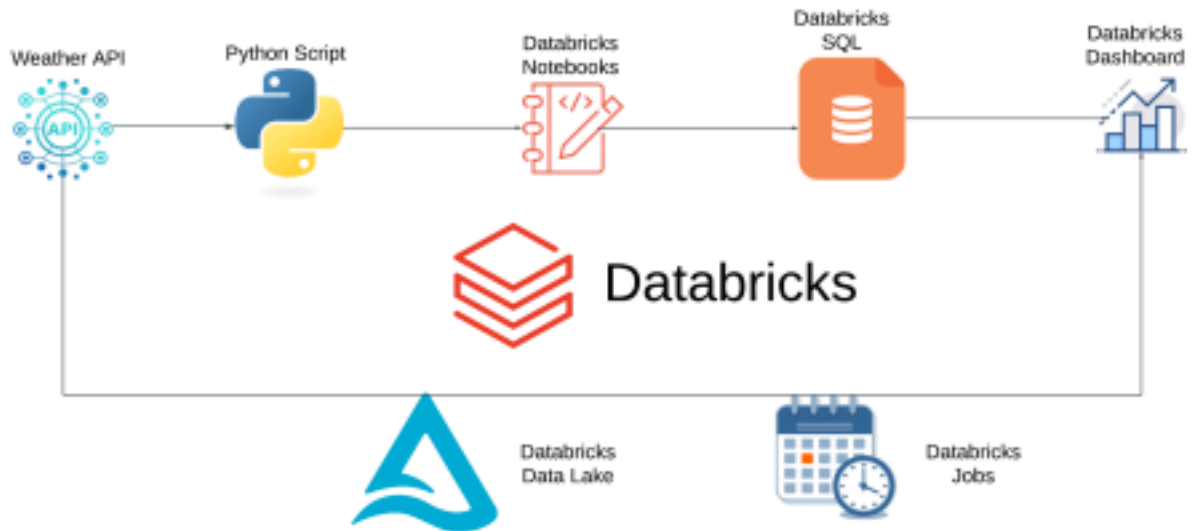 Weather API
Python Script
Databricks
Notebooks
Databricks
SQL
Databricks
Dashboard
API
</>
Databricks
Databricks
Data Lake
Databricks
Jobs